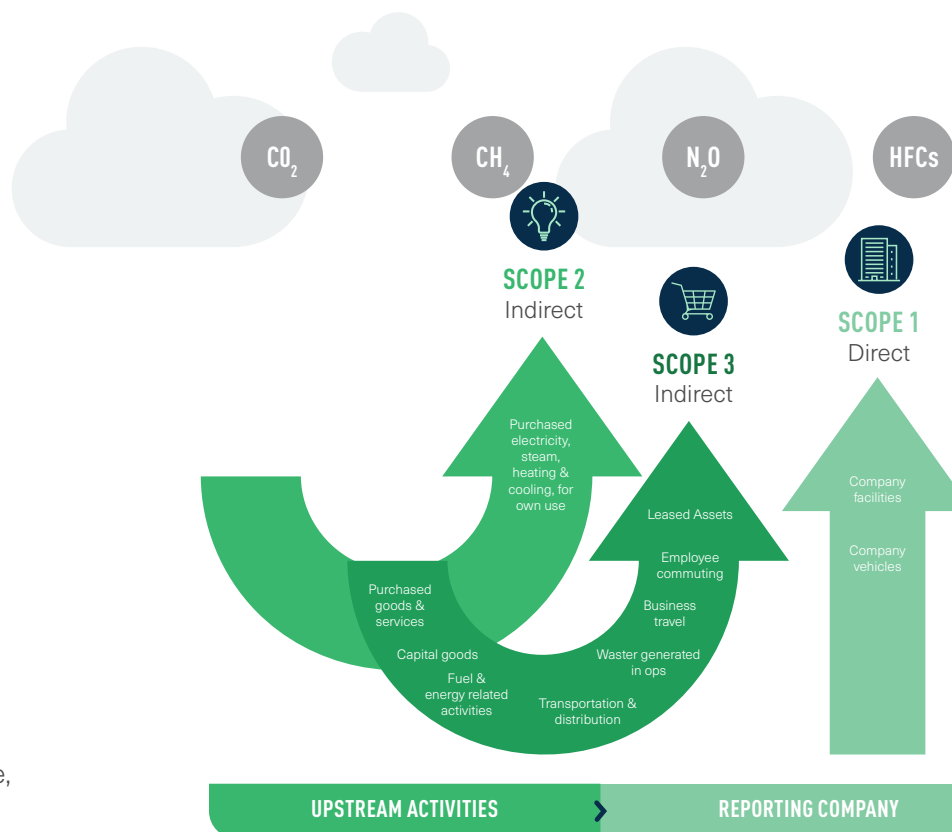 CO₂
CH₄
N₂O
HFCs
SCOPE 2
Indirect
SCOPE 3
Indirect
SCOPE 1
Direct
Purchased
electricity,
steam,
heating &
cooling, for
own use
Purchased
goods &
services
Capital goods
Fuel &
energy related
activities
Transportation &
distribution
Waster generated
in ops
Business
travel
Employee
commuting
Leased Assets
Company
facilities
Company
vehicles
UPSTREAM ACTIVITIES
REPORTING COMPANY